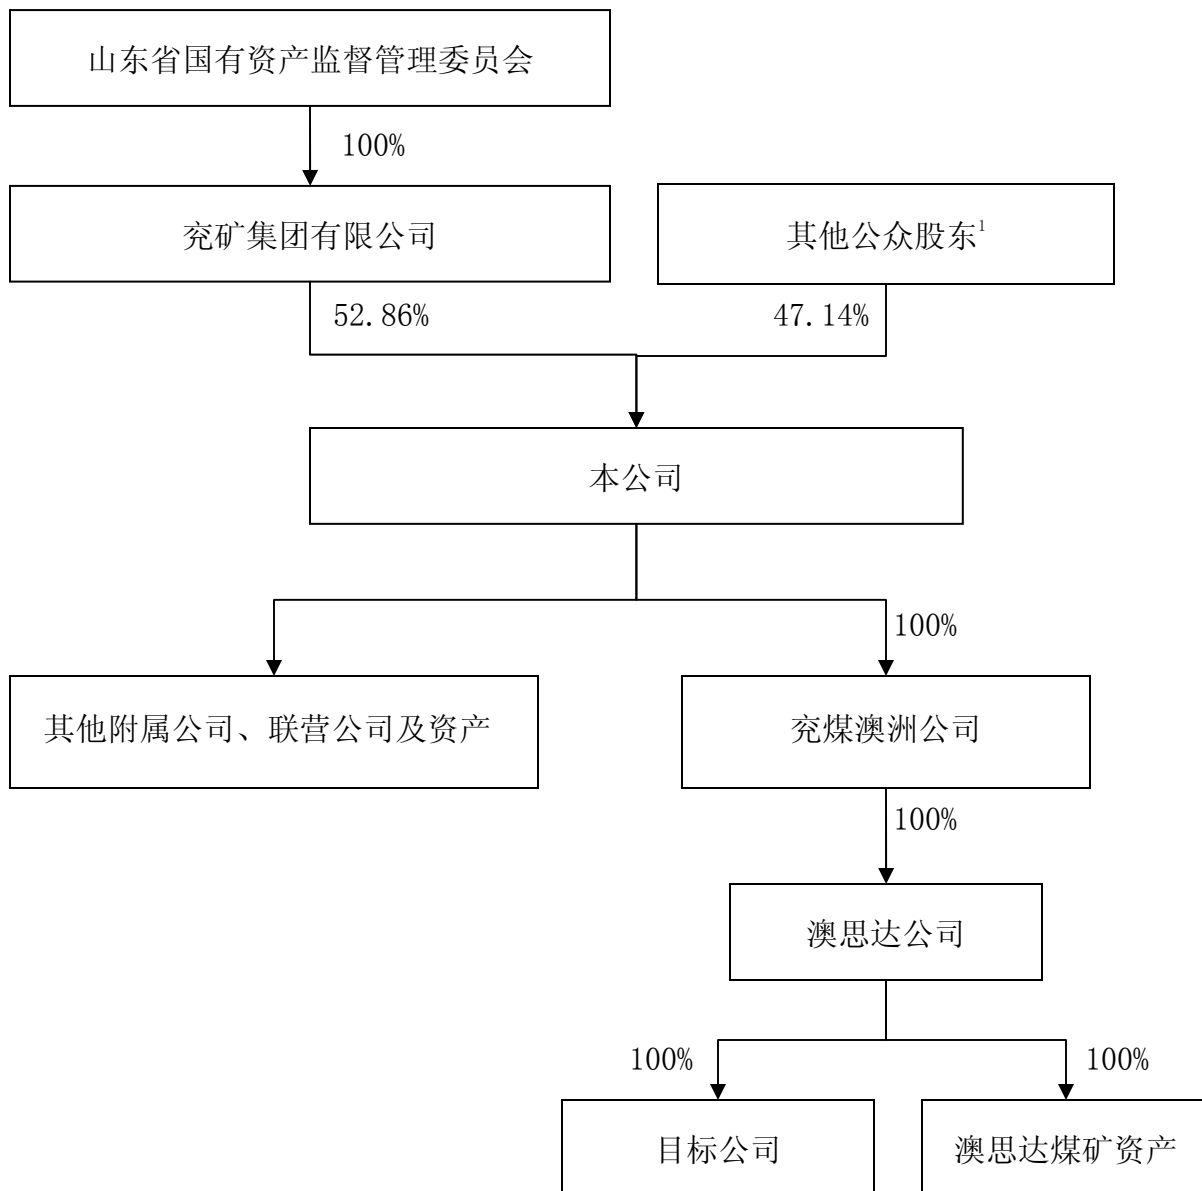 山东省国有资产监督管理委员会
100%
兖矿集团有限公司
其他公众股东1
52.86%
47.14%
本公司
100%
其他附属公司、联营公司及资产
兖煤澳洲公司
100%
澳思达公司
100%
100%
目标公司
澳思达煤矿资产